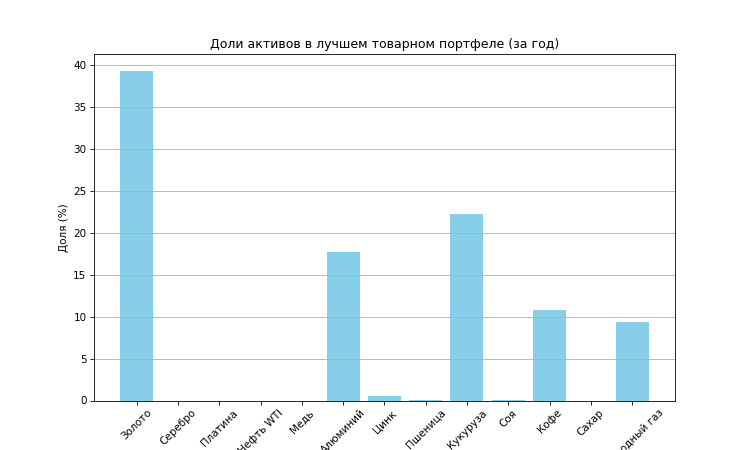 Доли активов в лучшем товарном портфеле (за год)
Доля (%)
40
35
30
25
20
15
10
5
0
Золото
Серебро
Платина
Нефть WTI
Медь
Алюминий
Цинк
Пшеница
Кукуруза
Соя
Кофе
Сахар
одный газ